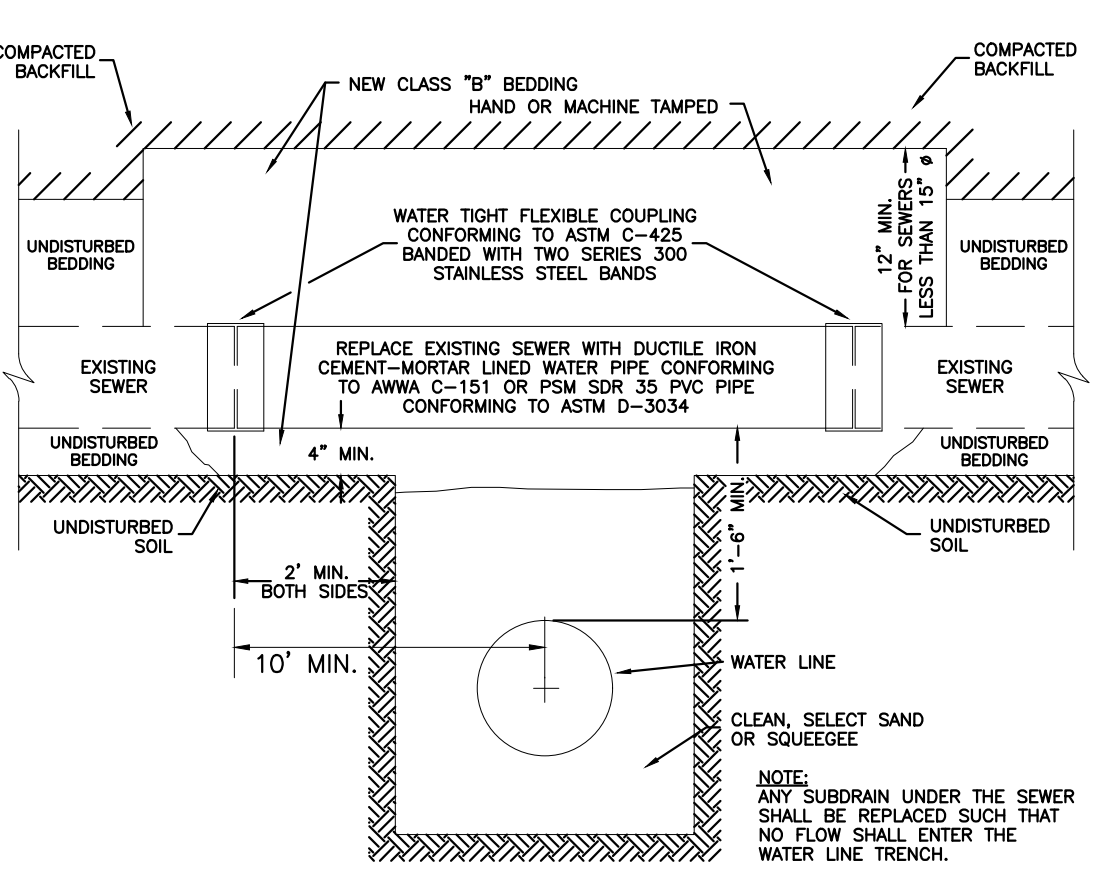 COMPACTED
BACKFILL
COMPACTED
BACKFILL
NEW CLASS "B" BEDDING
HAND OR MACHINE TAMPED
12" MIN.
FOR SEWERS
LESS THAN 15" ø
WATER TIGHT FLEXIBLE COUPLING
CONFORMING TO ASTM C-425
BANDED WITH TWO SERIES 300
STAINLESS STEEL BANDS
UNDISTURBED
BEDDING
UNDISTURBED
BEDDING
EXISTING
SEWER
REPLACE EXISTING SEWER WITH DUCTILE IRON
CEMENT-MORTAR LINED WATER PIPE CONFORMING
TO AWWA C-151 OR PSM SDR 35 PVC PIPE
CONFORMING TO ASTM D-3034
EXISTING
SEWER
UNDISTURBED
BEDDING
4" MIN.
UNDISTURBED
BEDDING
UNDISTURBED
SOIL
1'-6" MIN.
UNDISTURBED
SOIL
2' MIN.
BOTH SIDES
10' MIN.
WATER LINE
CLEAN, SELECT SAND
OR SQUEEGEE
NOTE:
ANY SUBDRAIN UNDER THE SEWER
SHALL BE REPLACED SUCH THAT
NO FLOW SHALL ENTER THE
WATER LINE TRENCH.